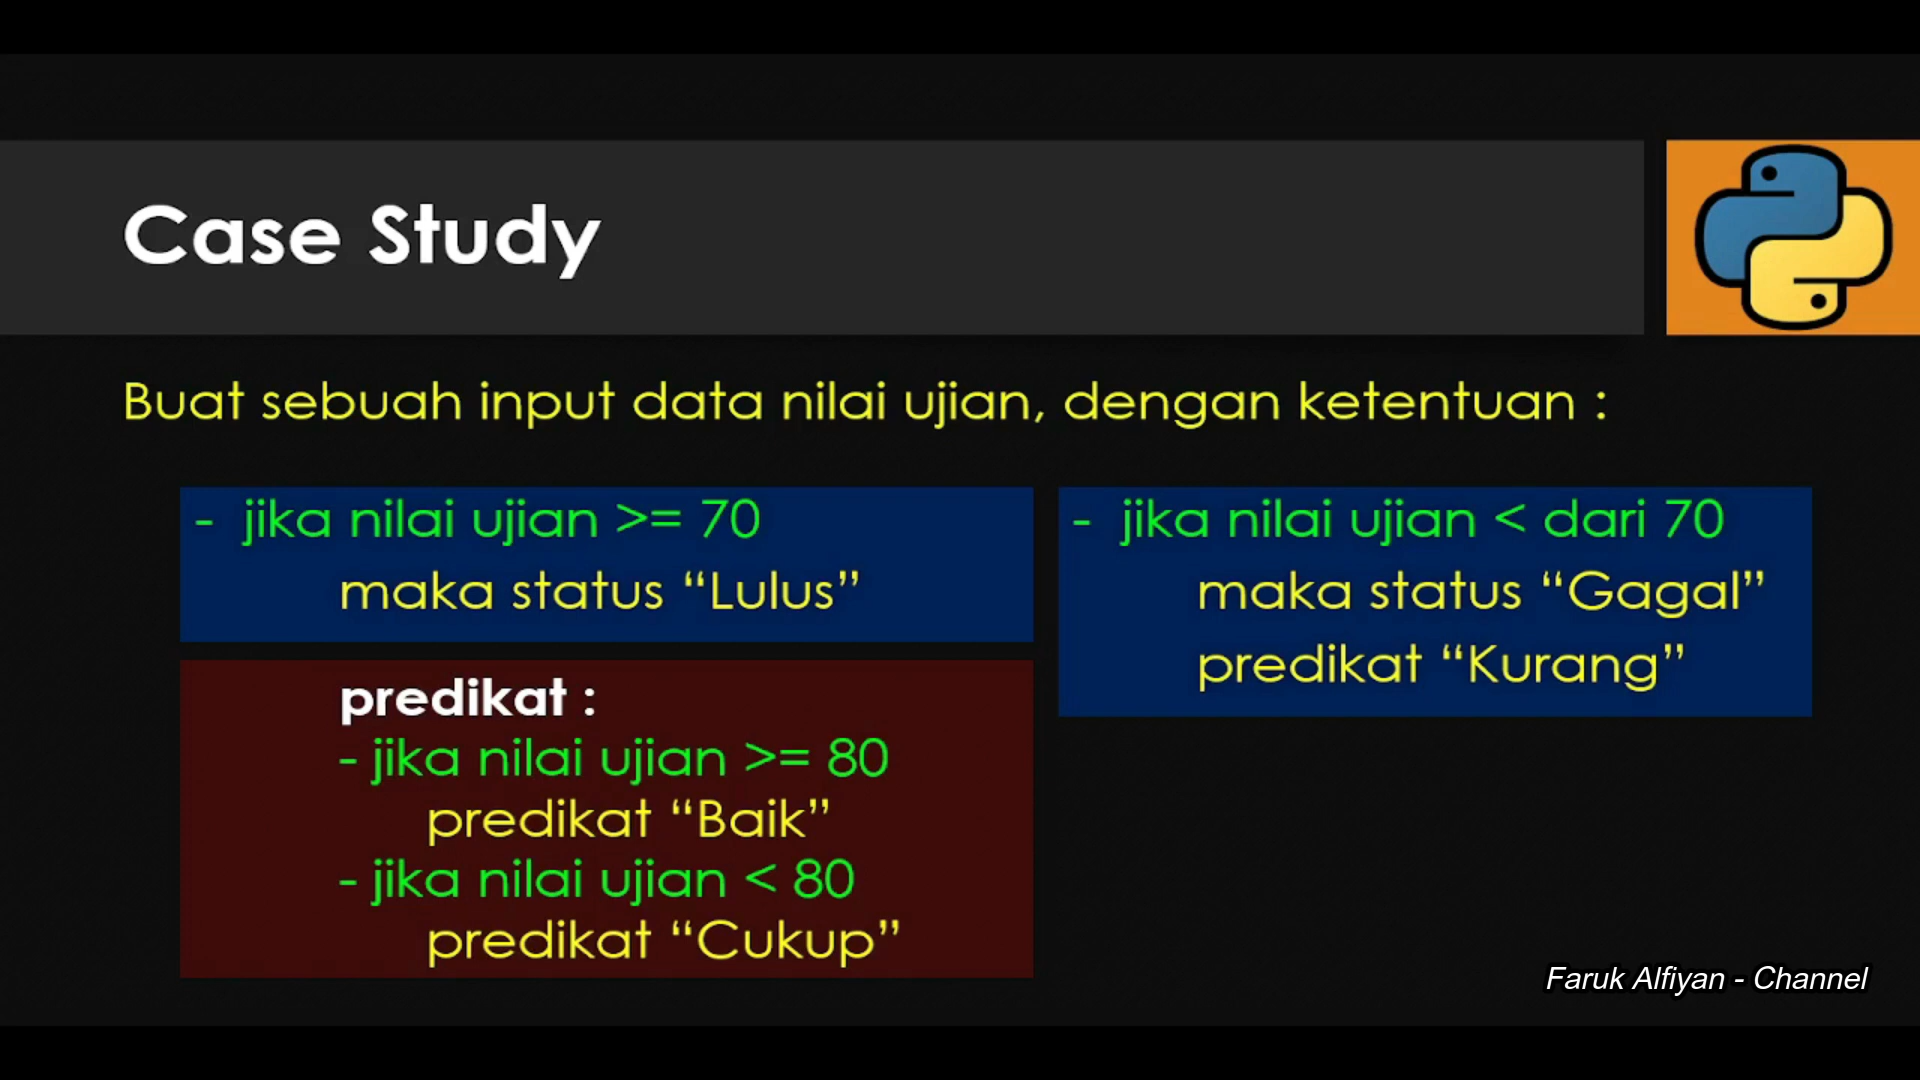 Case Study
Buat sebuah input data nilai ujian, dengan ketentuan :
- jika nilai ujian >= 70
maka status “Lulus”
predikat :
- jika nilai ujian >= 80
predikat “Baik”
- jika nilai ujian < 80
predikat “Cukup”
- jika nilai ujian < dari 70
maka status “Gagal”
predikat “Kurang”
Faruk Alfiyan - Channel